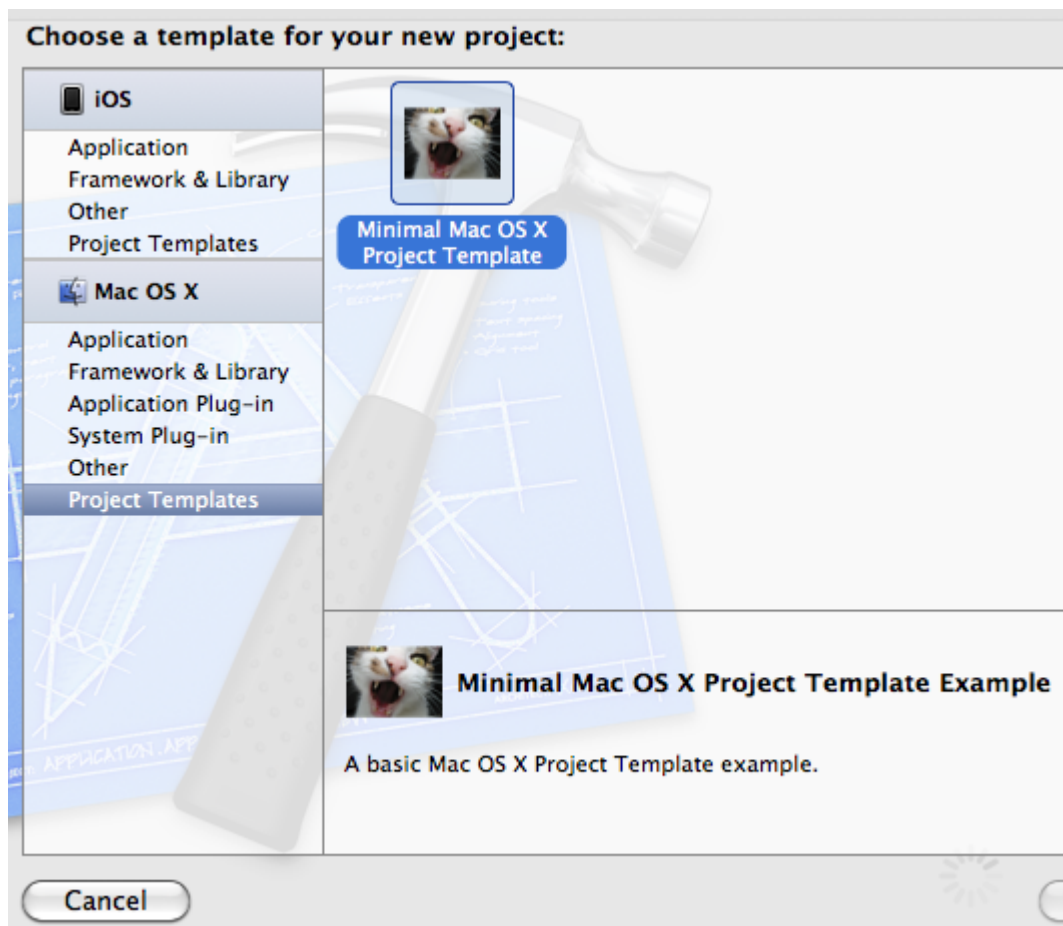 Choose a template for your new project:
iOS
Application
Framework & Library
Other
Project Templates
Mac OS X
Application
Framework & Library
Application Plug-in
System Plug-in
Other
Project Templates
Minimal Mac OS X
Project Template
Minimal Mac OS X Project Template Example
A basic Mac OS X Project Template example.
APPLICATION.APP
Cancel